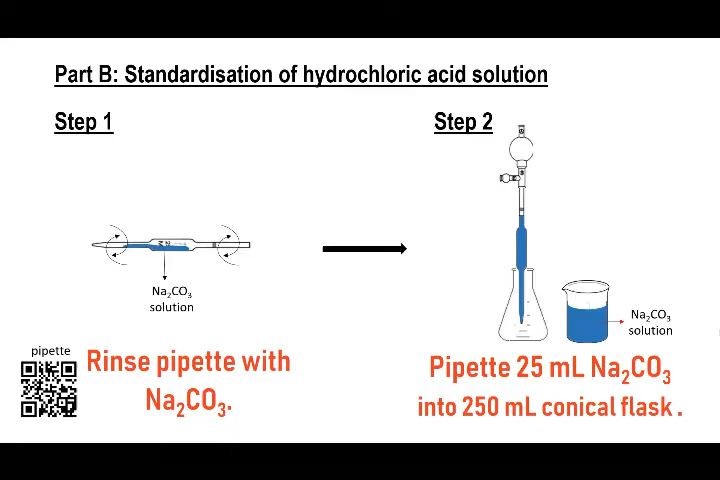 Part B: Standardisation of hydrochloric acid solution
Step 1
Step 2
Na₂CO₃
solution
Na₂CO₃
solution
pipette
Rinse pipette with
Na₂CO₃.
Pipette 25 mL Na₂CO₃
into 250 mL conical flask.